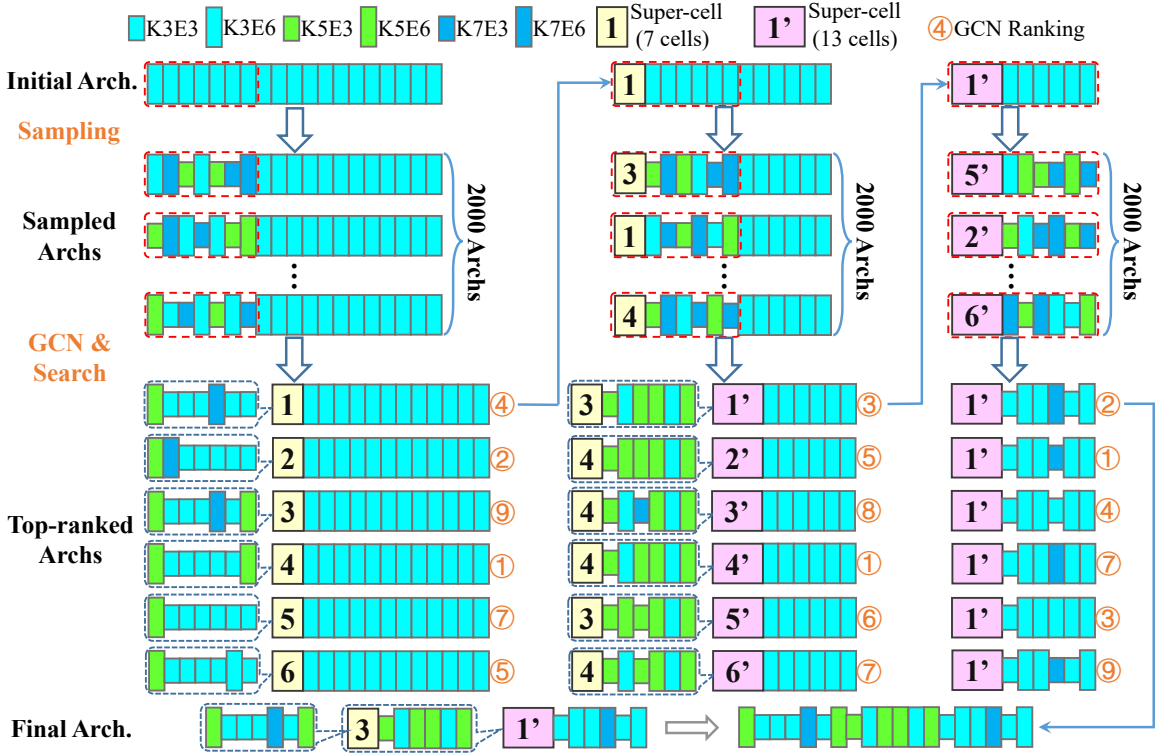 K3E3 K3E6 K5E3 K5E6 K7E3 K7E6 1 Super-cell (7 cells) 1' Super-cell (13 cells) ④GCN Ranking
Initial Arch. 1 1'
Sampling
3 5'
Sampled Archs 1 2'
2000 Archs 2000 Archs 2000 Archs
... ... ...
4 6'
GCN & Search
1 ④ 3 1' ③ 1' ②
2 ② 4 2' ⑤ 1' ①
3 ⑨ 4 3' ⑧ 1' ④
Top-ranked Archs
4 ① 4 4' ① 1' ⑦
5 ⑦ 3 5' ⑥ 1' ③
6 ⑤ 4 6' ⑦ 1' ⑨
Final Arch. 3 1'